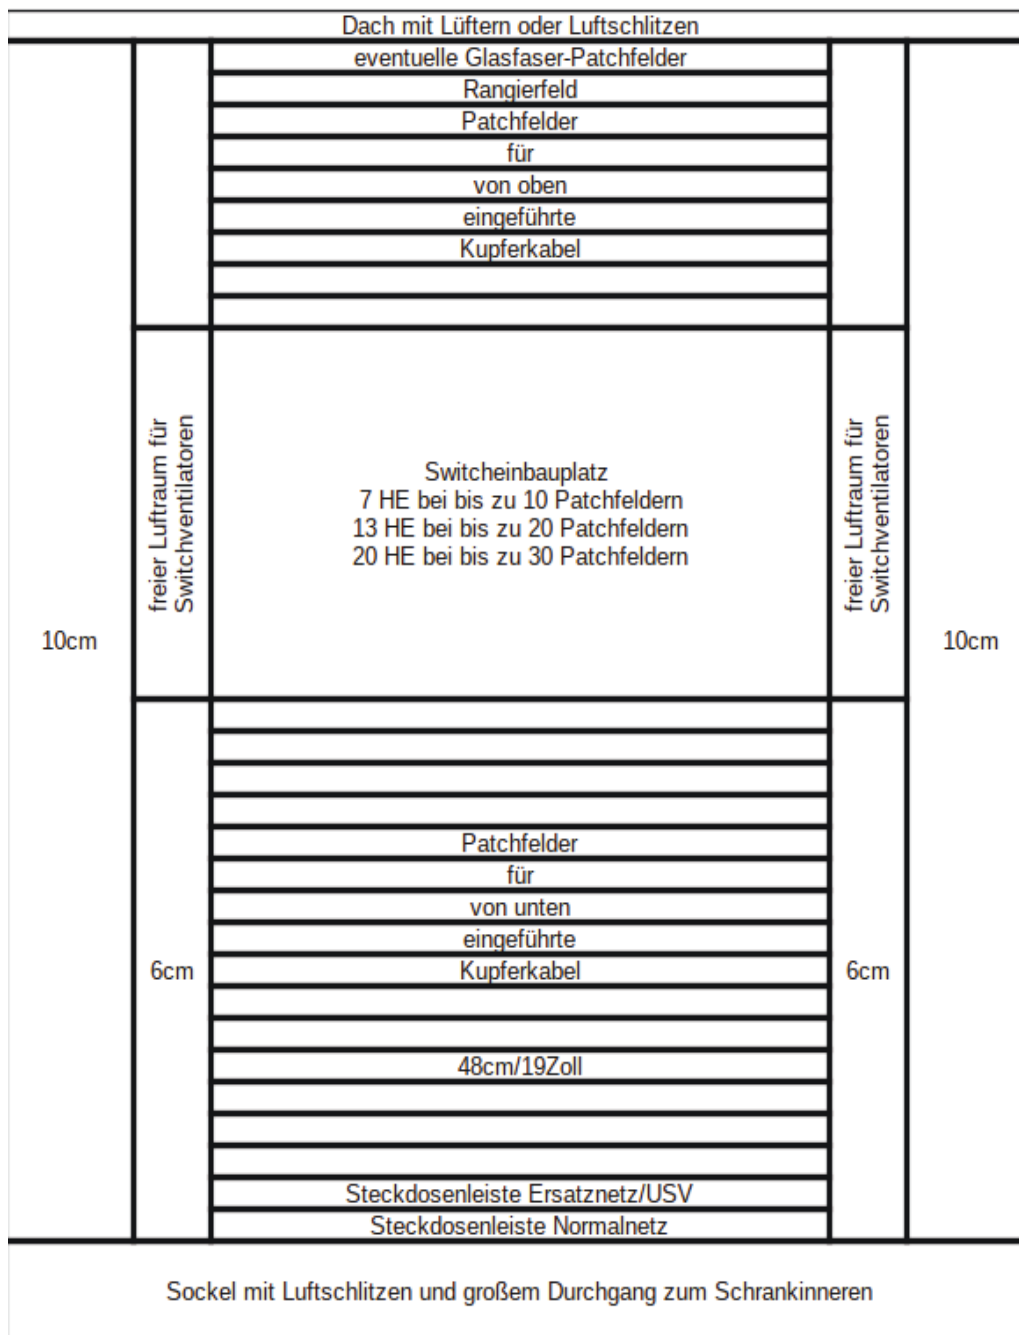 Dach mit Lüftern oder Luftschlitzen
eventuelle Glasfaser-Patchfelder
Rangierfeld
Patchfelder
für
von oben
eingeführte
Kupferkabel
freier Luftraum für
Switchventilatoren
Switcheinbauplatz
7 HE bei bis zu 10 Patchfeldern
13 HE bei bis zu 20 Patchfeldern
20 HE bei bis zu 30 Patchfeldern
freier Luftraum für
Switchventilatoren
10cm
10cm
Patchfelder
für
von unten
eingeführte
6cm
Kupferkabel
6cm
48cm/19Zoll
Steckdosenleiste Ersatznetz/USV
Steckdosenleiste Normalnetz
Sockel mit Luftschlitzen und großem Durchgang zum Schrankinneren